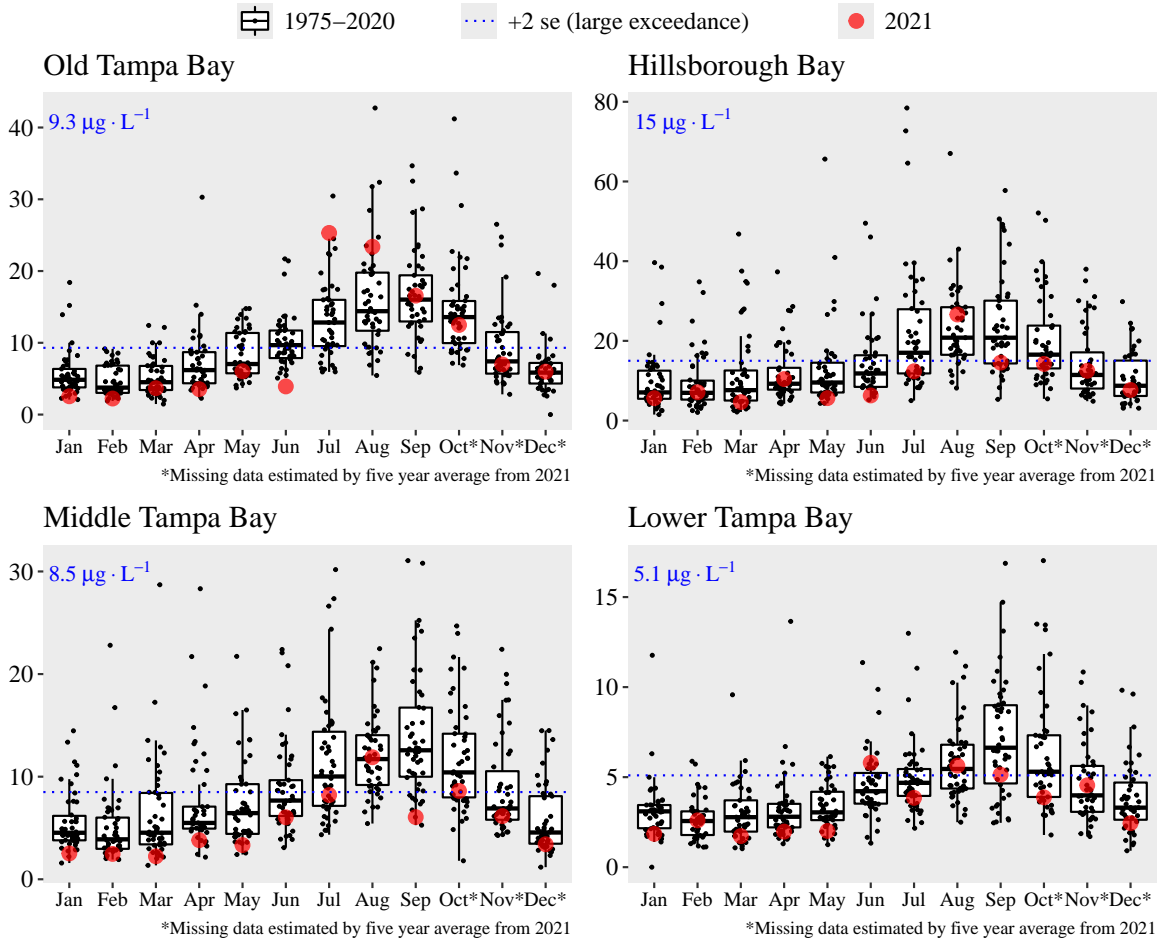 1975−2020 +2 se (large exceedance) 2021
Old Tampa Bay
9.3 μg · L⁻¹
40
30
20
10
0
Jan Feb Mar Apr May Jun Jul Aug Sep Oct* Nov* Dec*
*Missing data estimated by five year average from 2021
Hillsborough Bay
15 μg · L⁻¹
80
60
40
20
0
Jan Feb Mar Apr May Jun Jul Aug Sep Oct* Nov* Dec*
*Missing data estimated by five year average from 2021
Middle Tampa Bay
8.5 μg · L⁻¹
30
20
10
0
Jan Feb Mar Apr May Jun Jul Aug Sep Oct* Nov* Dec*
*Missing data estimated by five year average from 2021
Lower Tampa Bay
5.1 μg · L⁻¹
15
10
5
0
Jan Feb Mar Apr May Jun Jul Aug Sep Oct* Nov* Dec*
*Missing data estimated by five year average from 2021